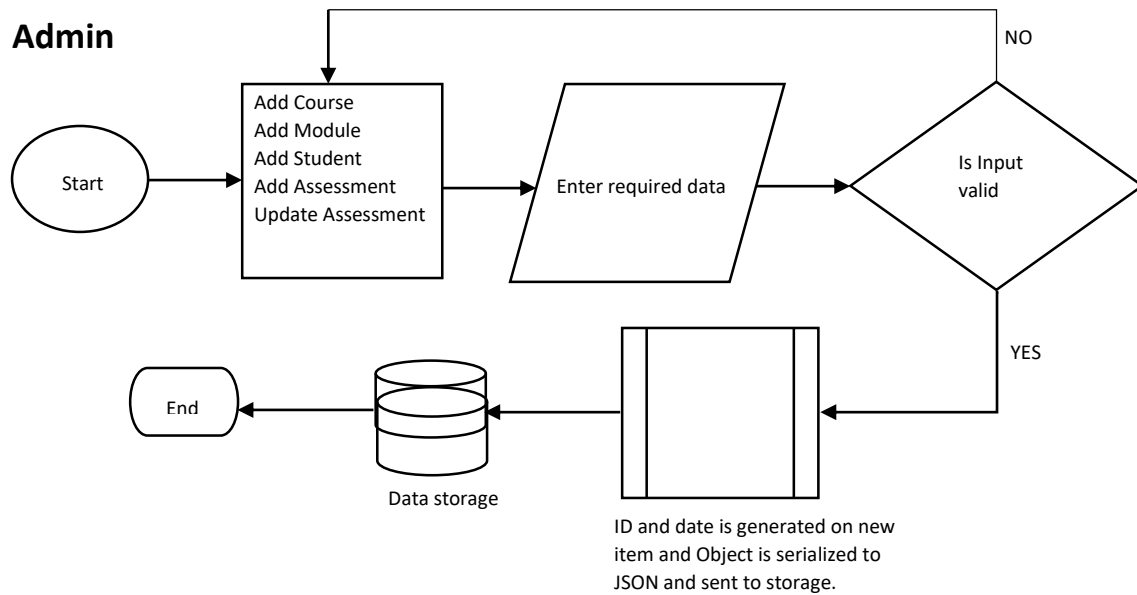 Admin
NO
Start
Add Course
Add Module
Add Student
Add Assessment
Update Assessment
Enter required data
Is Input
valid
YES
End
Data storage
ID and date is generated on new
item and Object is serialized to
JSON and sent to storage.